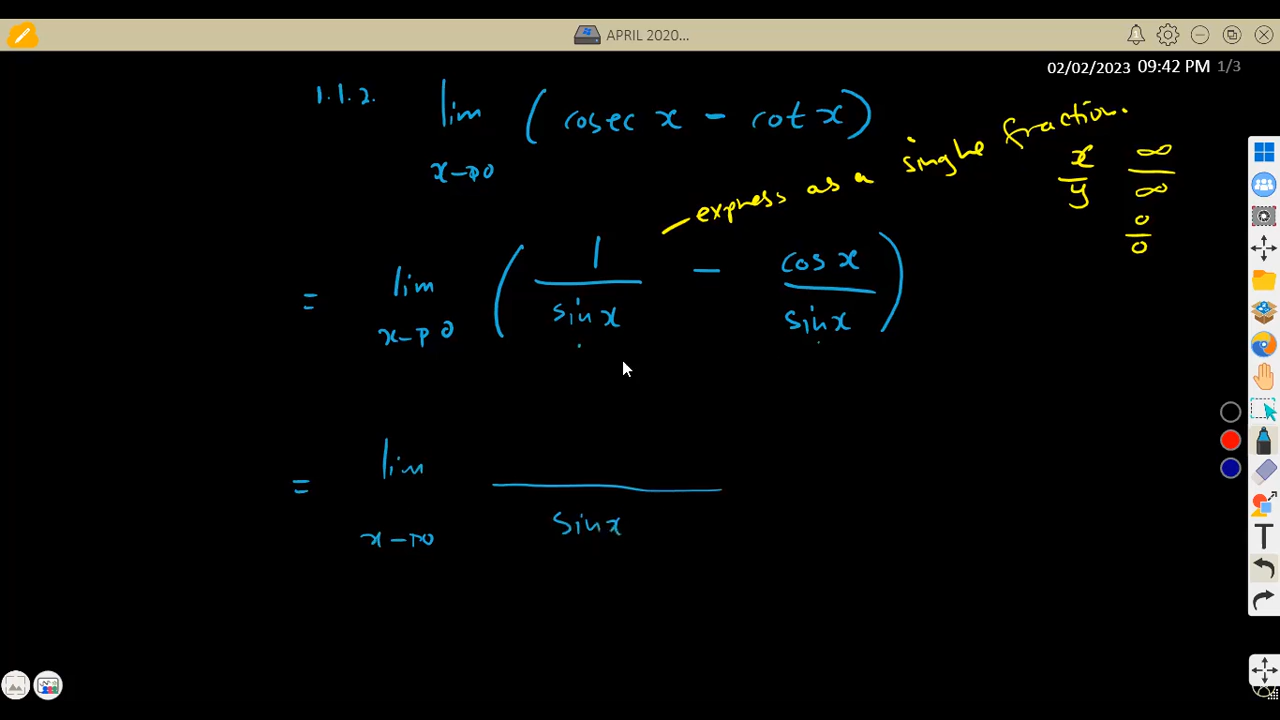 APRIL 2020...
02/02/2023 09:42 PM 1/3
1.1.2. lim x→0 (cosec x - cot x)
express as a single fraction.
x/y ∞/∞
0/0
= lim x→0 (1/sin x - cos x/sin x)
= lim x→0 ___/sin x
T